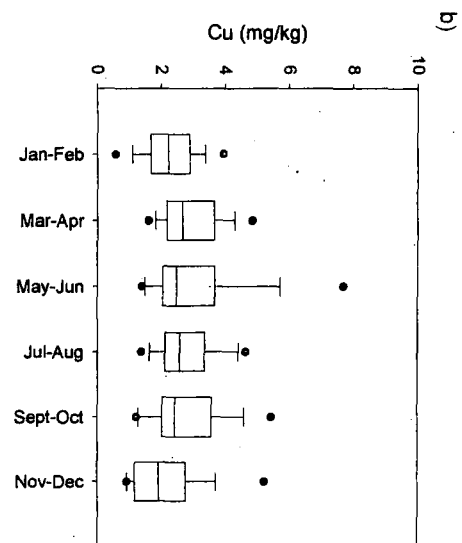 b)
Cu (mg/kg)
0 2 4 6 8 10
Jan-Feb
Mar-Apr
May-Jun
Jul-Aug
Sept-Oct
Nov-Dec